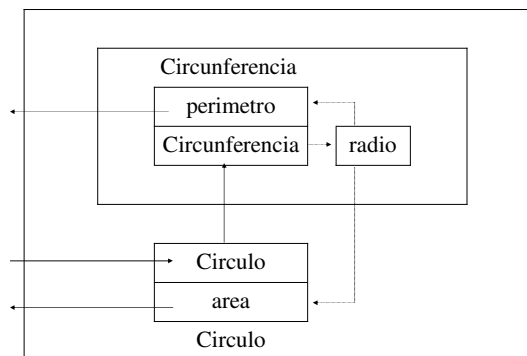 Circunferencia
perimetro
Circunferencia
radio
Circulo
area
Circulo